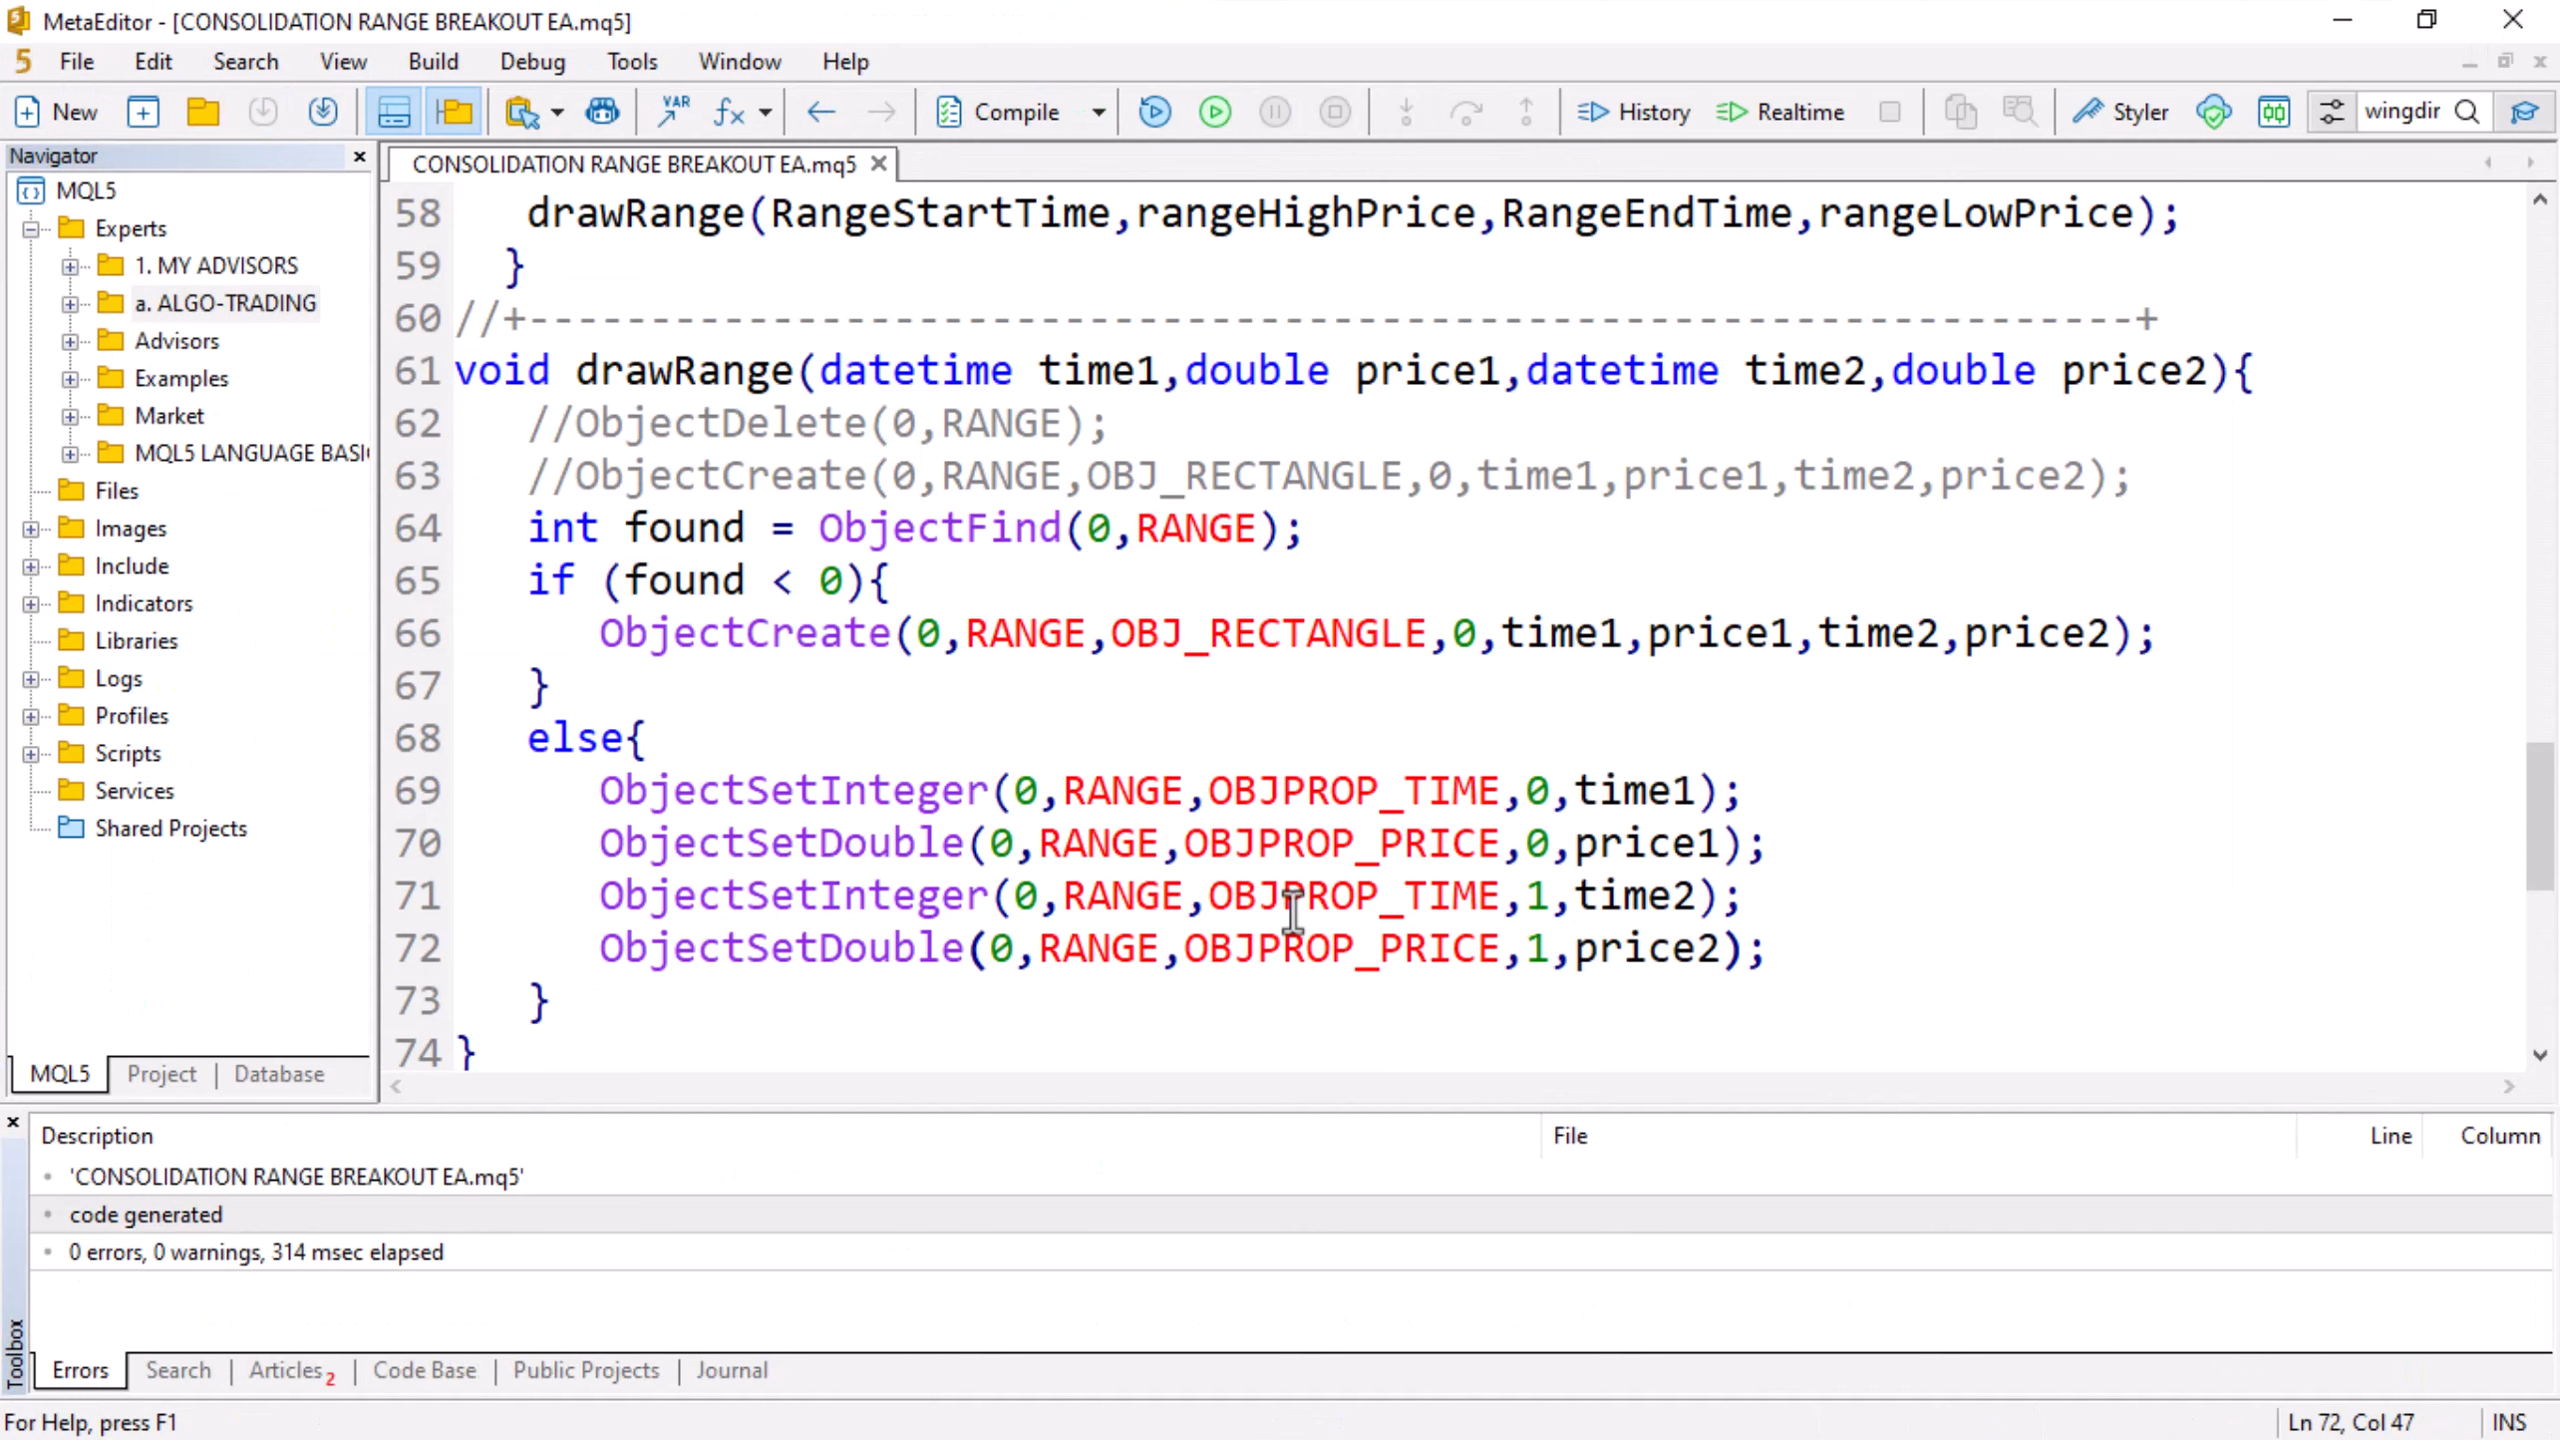 MetaEditor - [CONSOLIDATION RANGE BREAKOUT EA.mq5]
5 File Edit Search View Build Debug Tools Window Help
New VAR fx Compile History Realtime Styler wingdir
Navigator
MQL5
Experts
1. MY ADVISORS
a. ALGO-TRADING
Advisors
Examples
Market
MQL5 LANGUAGE BASI
Files
Images
Include
Indicators
Libraries
Logs
Profiles
Scripts
Services
Shared Projects
MQL5 | Project | Database
CONSOLIDATION RANGE BREAKOUT EA.mq5
58 drawRange(RangeStartTime,rangeHighPrice,RangeEndTime,rangeLowPrice);
59 }
60 //+------------------------------------------------------------------+
61 void drawRange(datetime time1,double price1,datetime time2,double price2){
62 //ObjectDelete(0,RANGE);
63 //ObjectCreate(0,RANGE,OBJ_RECTANGLE,0,time1,price1,time2,price2);
64 int found = ObjectFind(0,RANGE);
65 if (found < 0){
66 ObjectCreate(0,RANGE,OBJ_RECTANGLE,0,time1,price1,time2,price2);
67 }
68 else{
69 ObjectSetInteger(0,RANGE,OBJPROP_TIME,0,time1);
70 ObjectSetDouble(0,RANGE,OBJPROP_PRICE,0,price1);
71 ObjectSetInteger(0,RANGE,OBJPROP_TIME,1,time2);
72 ObjectSetDouble(0,RANGE,OBJPROP_PRICE,1,price2);
73 }
74 }
Description File Line Column
'CONSOLIDATION RANGE BREAKOUT EA.mq5'
code generated
0 errors, 0 warnings, 314 msec elapsed
Toolbox
Errors | Search | Articles 2 | Code Base | Public Projects | Journal
For Help, press F1
Ln 72, Col 47 INS